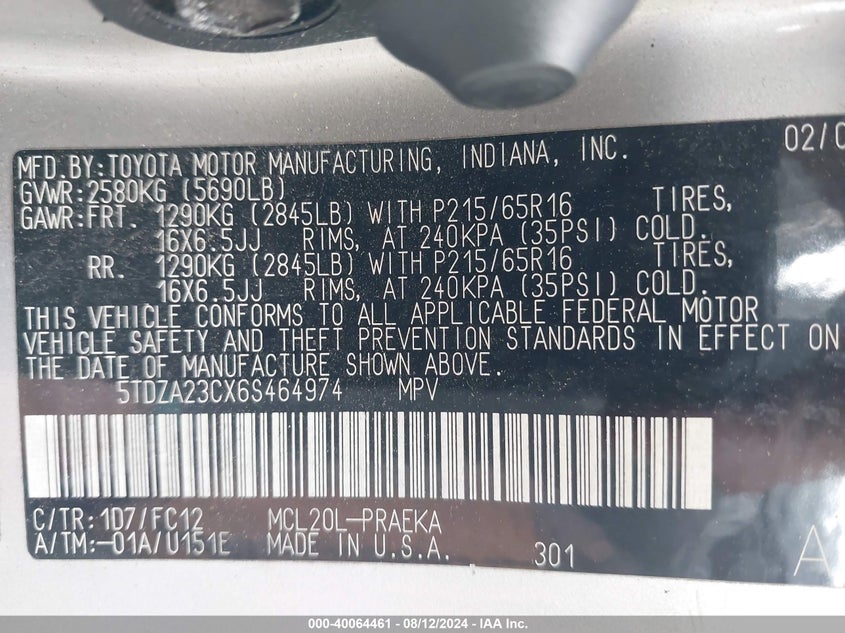 MFD.BY:TOYOTA MOTOR MANUFACTURING, INDIANA, INC. 02/0
GVWR:2580KG (5690LB)
GAWR:FRT. 1290KG (2845LB) WITH P215/65R16 TIRES,
16X6.5JJ RIMS, AT 240KPA (35PSI) COLD.
RR. 1290KG (2845LB) WITH P215/65R16 TIRES,
16X6.5JJ RIMS, AT 240KPA (35PSI) COLD.
THIS VEHICLE CONFORMS TO ALL APPLICABLE FEDERAL MOTOR
VEHICLE SAFETY AND THEFT PREVENTION STANDARDS IN EFFECT ON
THE DATE OF MANUFACTURE SHOWN ABOVE.
5TDZA23CX6S464974 MPV
C/TR:1D7/FC12 MCL20L-PRAEKA
A/TM:-01A/U151E MADE IN U.S.A. 301 A
000-40064461 - 08/12/2024 - IAA Inc.